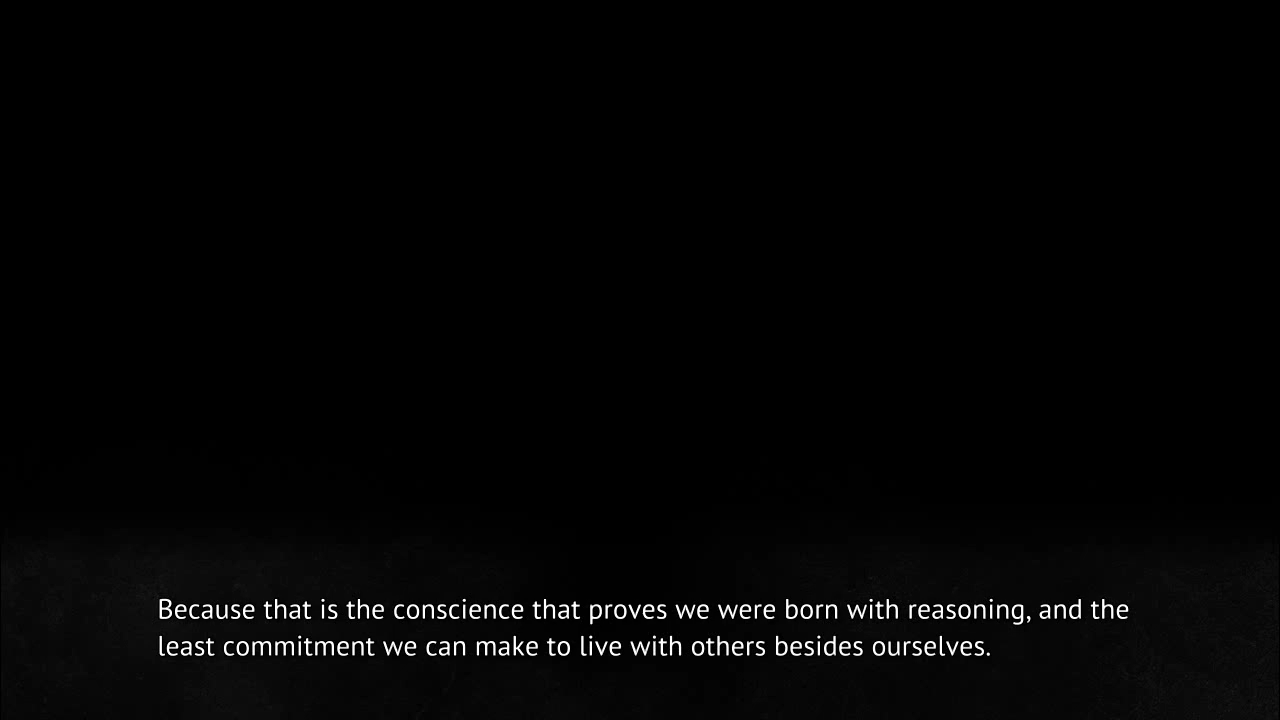 Because that is the conscience that proves we were born with reasoning, and the
least commitment we can make to live with others besides ourselves.